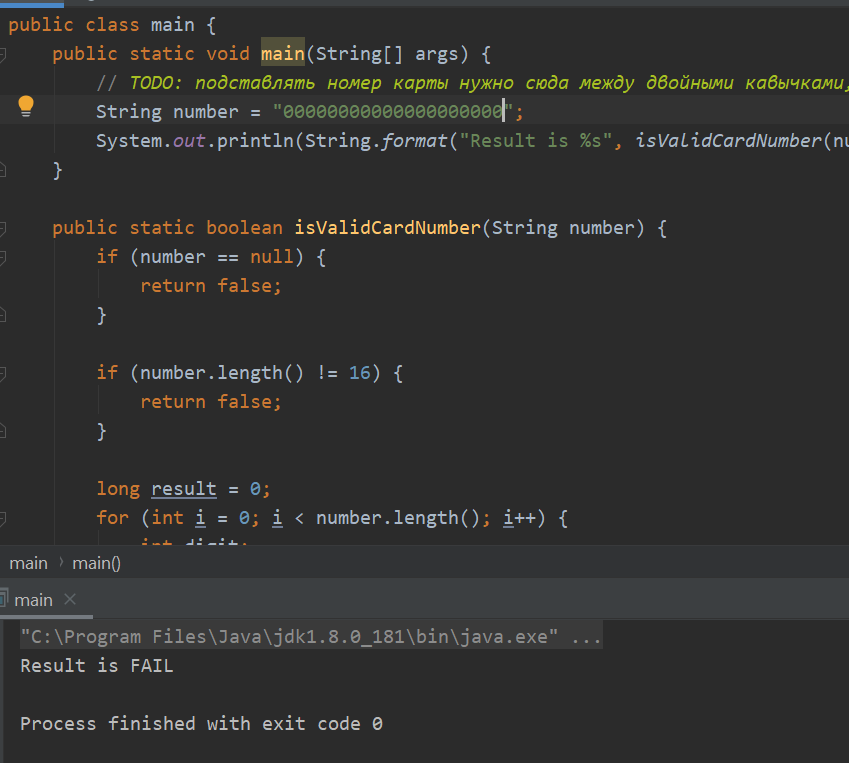 public class main {
public static void main(String[] args) {
// TODO: подставлять номер карты нужно сюда между двойными кавычками,
String number = "00000000000000000000";
System.out.println(String.format("Result is %s", isValidCardNumber(nu
}
public static boolean isValidCardNumber(String number) {
if (number == null) {
return false;
}
if (number.length() != 16) {
return false;
}
long result = 0;
for (int i = 0; i < number.length(); i++) {
int digit;
main › main()
main ×
"C:\Program Files\Java\jdk1.8.0_181\bin\java.exe" ...
Result is FAIL
Process finished with exit code 0